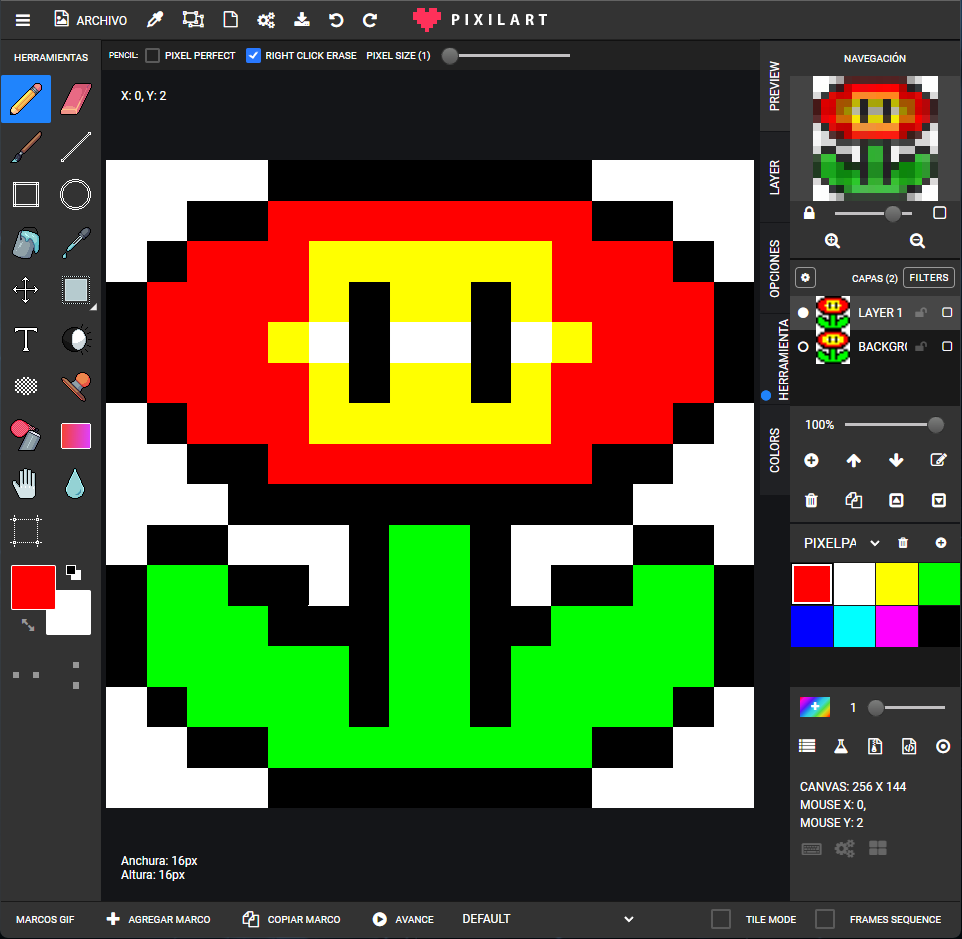 ARCHIVO
PIXILART
HERRAMIENTAS
PENCIL: PIXEL PERFECT RIGHT CLICK ERASE PIXEL SIZE (1)
X: 0, Y: 2
T
Anchura: 16px
Altura: 16px
PREVIEW
LAYER
OPCIONES
HERRAMIENTA
COLORS
NAVEGACIÓN
CAPAS (2) FILTERS
LAYER 1
BACKGR
100%
PIXELPA
1
CANVAS: 256 X 144
MOUSE X: 0,
MOUSE Y: 2
MARCOS GIF AGREGAR MARCO COPIAR MARCO AVANCE DEFAULT TILE MODE FRAMES SEQUENCE